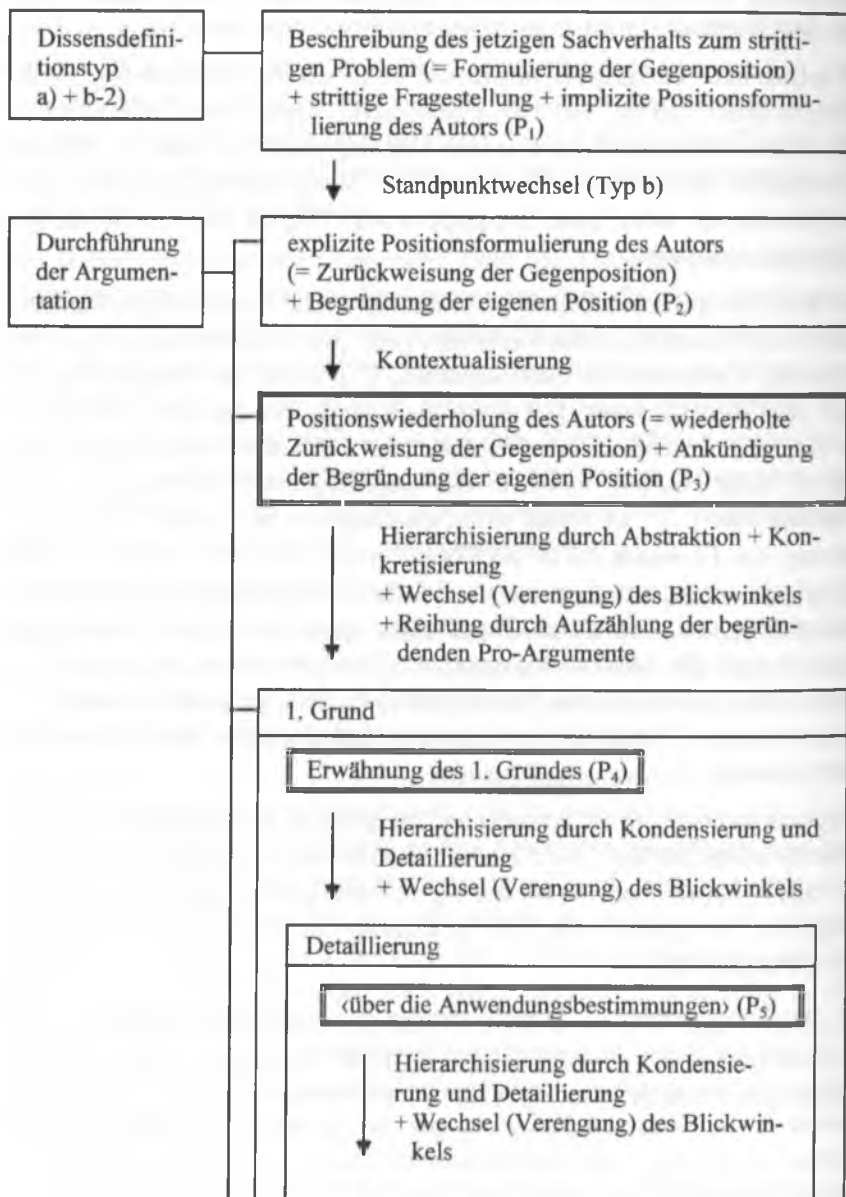 Dissensdefini-
tionstyp
a) + b-2)
Beschreibung des jetzigen Sachverhalts zum stritti-
gen Problem (= Formulierung der Gegenposition)
+ strittige Fragestellung + implizite Positionsformu-
lierung des Autors (P₁)
Standpunktwechsel (Typ b)
Durchführung
der Argumen-
tation
explizite Positionsformulierung des Autors
(= Zurückweisung der Gegenposition)
+ Begründung der eigenen Position (P₂)
Kontextualisierung
Positionswiederholung des Autors (= wiederholte
Zurückweisung der Gegenposition) + Ankündigung
der Begründung der eigenen Position (P₃)
Hierarchisierung durch Abstraktion + Kon-
kretisierung
+ Wechsel (Verengung) des Blickwinkels
+ Reihung durch Aufzählung der begrün-
denden Pro-Argumente
1. Grund
Erwähnung des 1. Grundes (P₄)
Hierarchisierung durch Kondensierung und
Detaillierung
+ Wechsel (Verengung) des Blickwinkels
Detaillierung
‹über die Anwendungsbestimmungen› (P₅)
Hierarchisierung durch Kondensie-
rung und Detaillierung
+ Wechsel (Verengung) des Blickwin-
kels